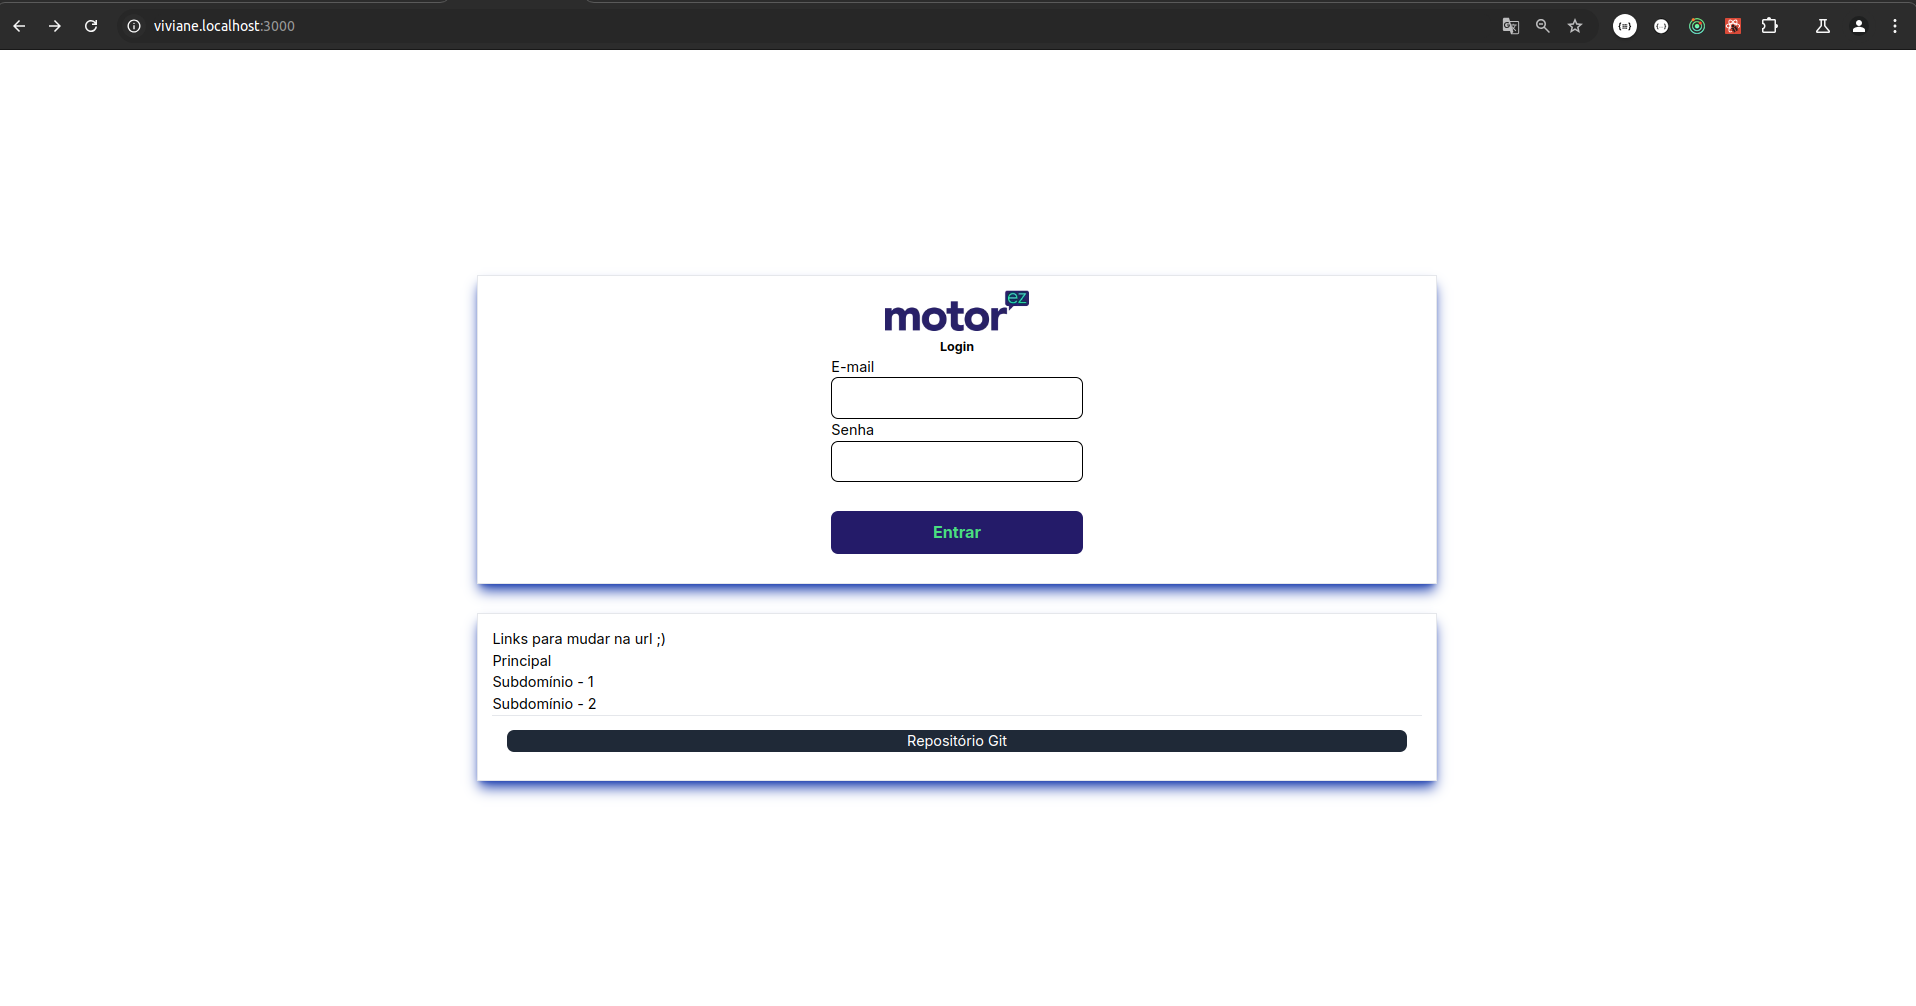 viviane.localhost:3000
motor ez
Login
E-mail
Senha
Entrar
Links para mudar na url ;)
Principal
Subdomínio - 1
Subdomínio - 2
Repositório Git